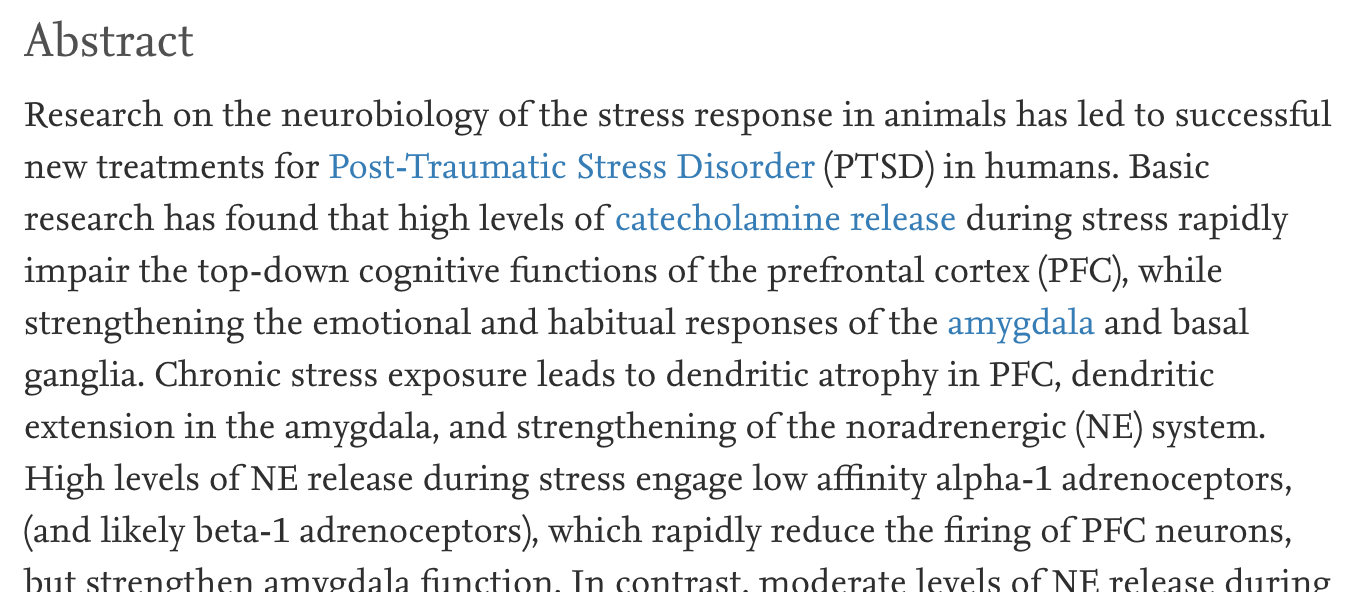 Abstract
Research on the neurobiology of the stress response in animals has led to successful
new treatments for Post-Traumatic Stress Disorder (PTSD) in humans. Basic
research has found that high levels of catecholamine release during stress rapidly
impair the top-down cognitive functions of the prefrontal cortex (PFC), while
strengthening the emotional and habitual responses of the amygdala and basal
ganglia. Chronic stress exposure leads to dendritic atrophy in PFC, dendritic
extension in the amygdala, and strengthening of the noradrenergic (NE) system.
High levels of NE release during stress engage low affinity alpha-1 adrenoceptors,
(and likely beta-1 adrenoceptors), which rapidly reduce the firing of PFC neurons,
but strengthen amygdala function. In contrast, moderate levels of NE release during